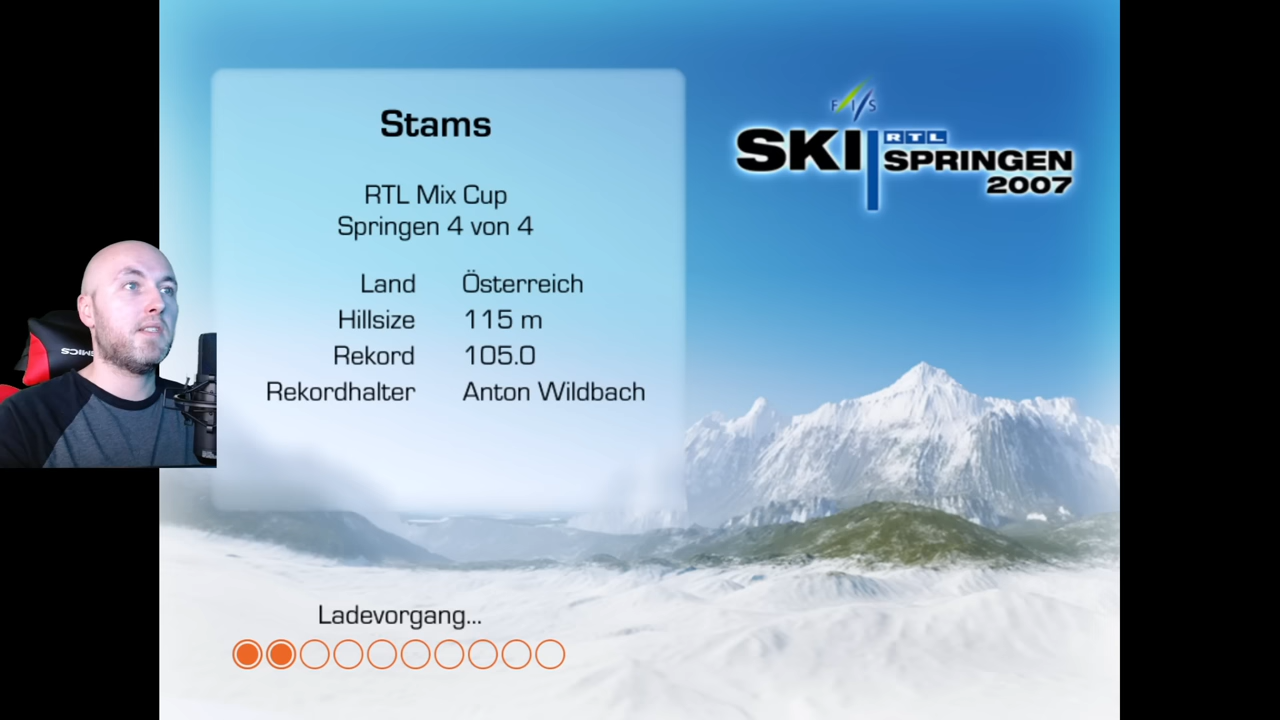 Stams
RTL Mix Cup
Springen 4 von 4
Land Österreich
Hillsize 115 m
Rekord 105.0
Rekordhalter Anton Wildbach
Ladevorgang...
FIS
SKI RTL SPRINGEN
2007